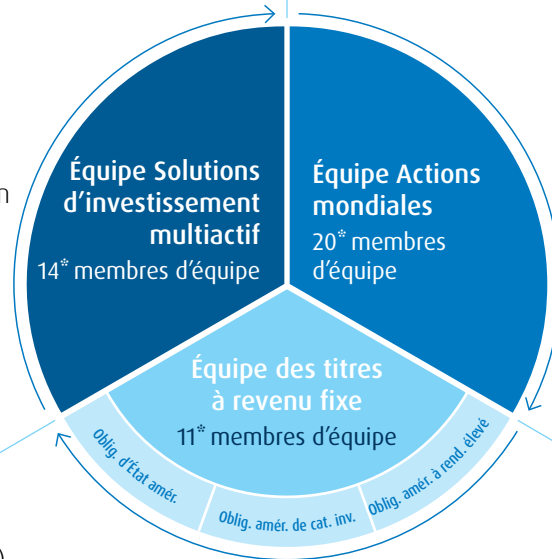 Équipe Solutions
d'investissement
multiactif
14* membres d'équipe
Équipe Actions
mondiales
20* membres
d'équipe
Équipe des titres
à revenu fixe
11* membres d'équipe
Oblig. d'État amér.
Oblig. amér. de cat. inv.
Oblig. amér. à rend. élevé
n
)